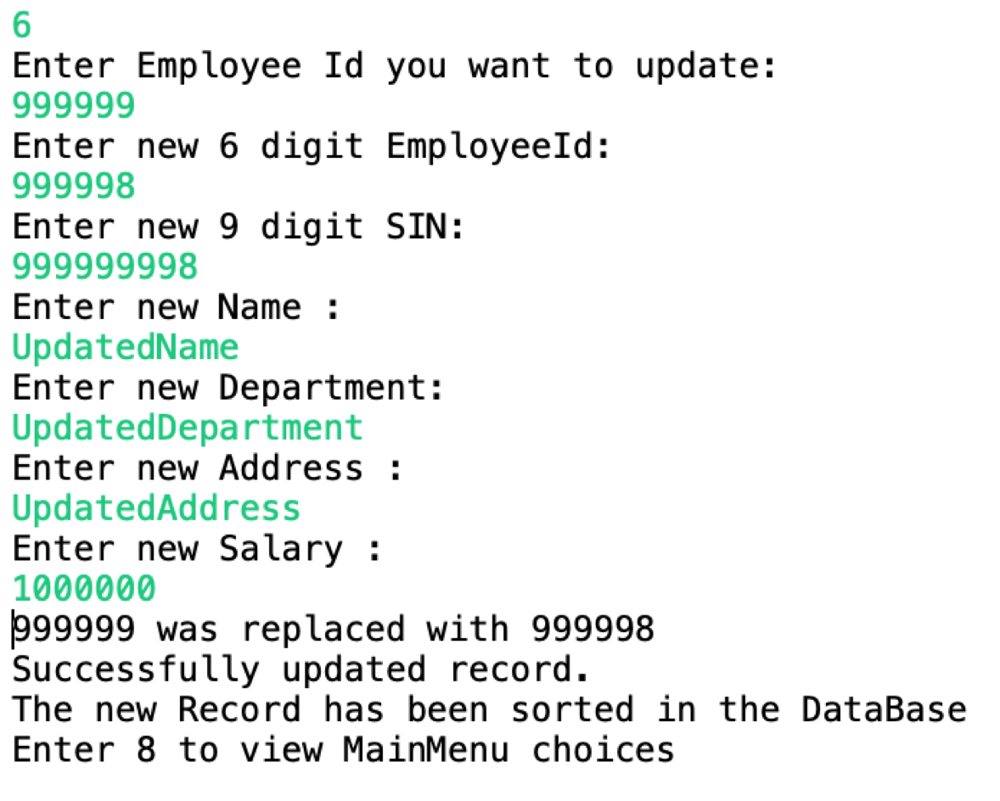 6
Enter Employee Id you want to update:
999999
Enter new 6 digit EmployeeId:
999998
Enter new 9 digit SIN:
999999998
Enter new Name :
UpdatedName
Enter new Department:
UpdatedDepartment
Enter new Address :
UpdatedAddress
Enter new Salary :
1000000
999999 was replaced with 999998
Successfully updated record.
The new Record has been sorted in the DataBase
Enter 8 to view MainMenu choices